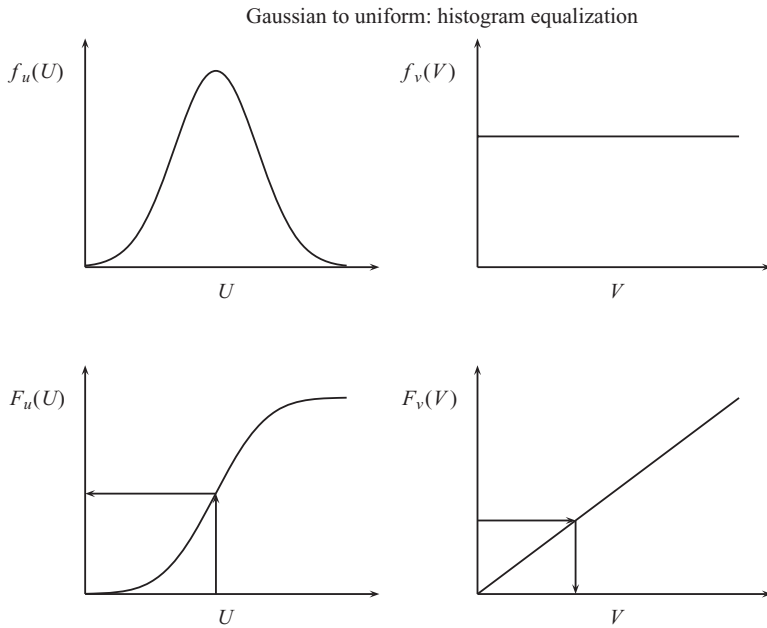 Gaussian to uniform: histogram equalization
f_u(U)
f_v(V)
U
V
F_u(U)
F_v(V)
U
V